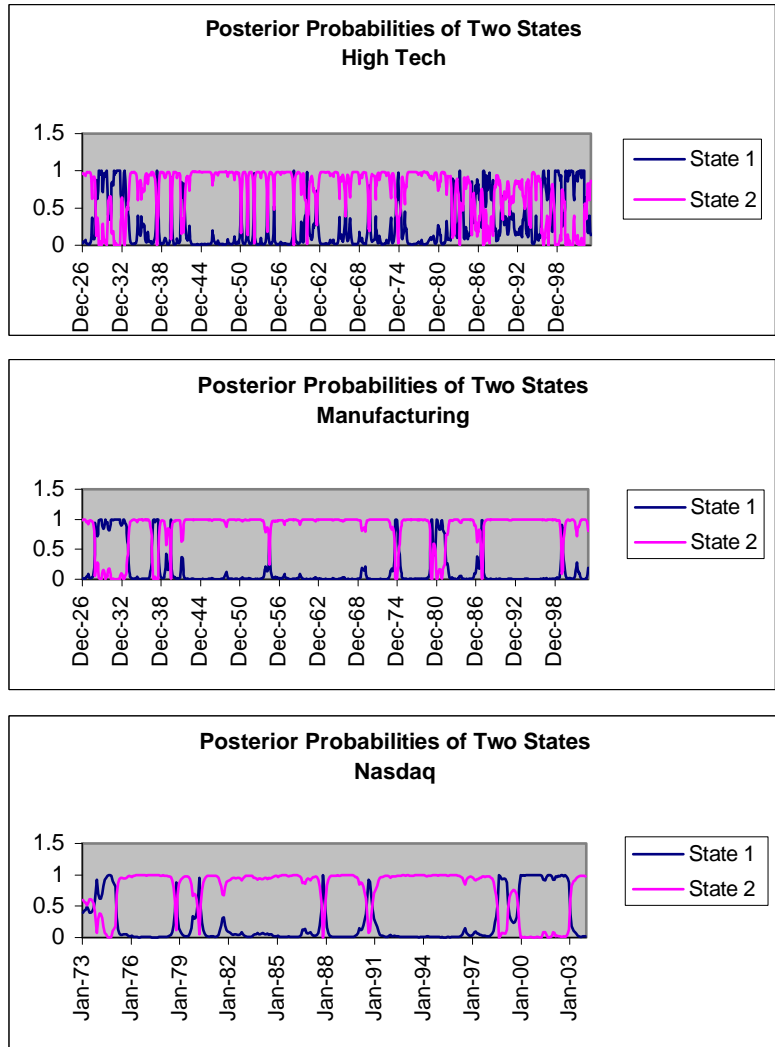 Posterior Probabilities of Two States
High Tech
1.5
1
0.5
0
State 1
State 2
Dec-26
Dec-32
Dec-38
Dec-44
Dec-50
Dec-56
Dec-62
Dec-68
Dec-74
Dec-80
Dec-86
Dec-92
Dec-98
Posterior Probabilities of Two States
Manufacturing
1.5
1
0.5
0
State 1
State 2
Dec-26
Dec-32
Dec-38
Dec-44
Dec-50
Dec-56
Dec-62
Dec-68
Dec-74
Dec-80
Dec-86
Dec-92
Dec-98
Posterior Probabilities of Two States
Nasdaq
1.5
1
0.5
0
State 1
State 2
Jan-73
Jan-76
Jan-79
Jan-82
Jan-85
Jan-88
Jan-91
Jan-94
Jan-97
Jan-00
Jan-03